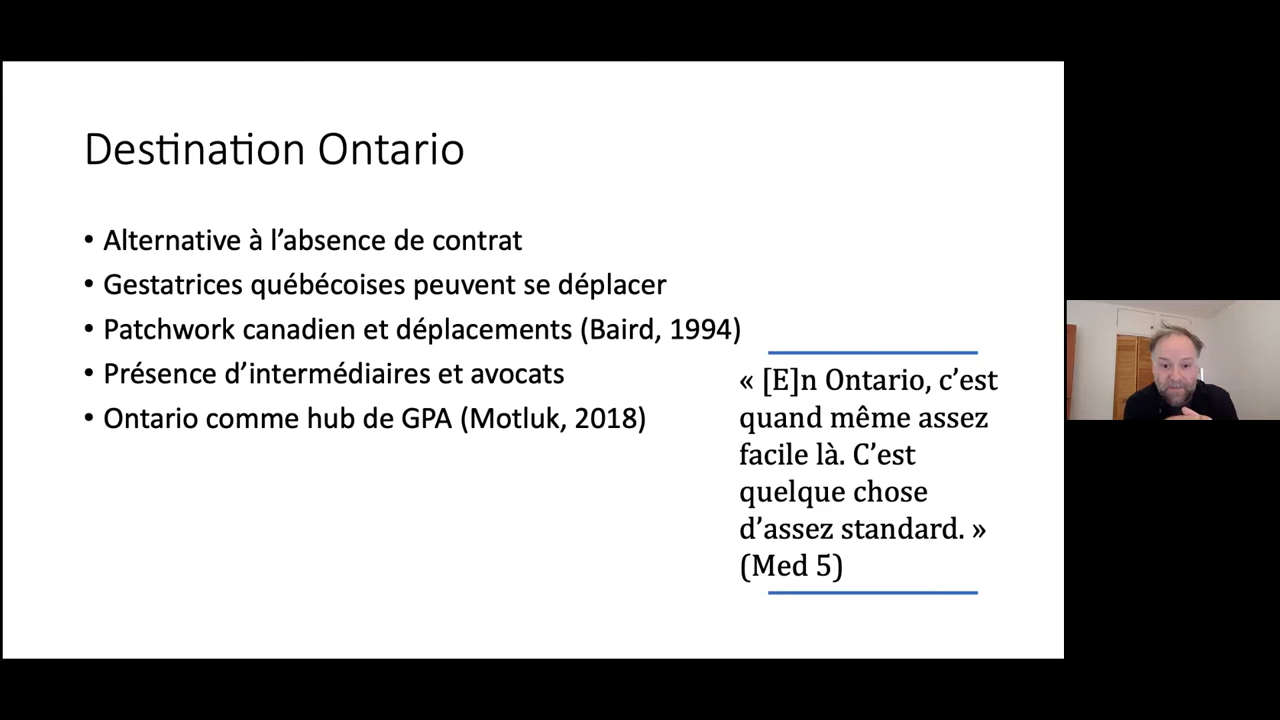 Destination Ontario
• Alternative à l’absence de contrat
• Gestatrices québécoises peuvent se déplacer
• Patchwork canadien et déplacements (Baird, 1994)
• Présence d’intermédiaires et avocats
• Ontario comme hub de GPA (Motluk, 2018)
« [E]n Ontario, c’est
quand même assez
facile là. C’est
quelque chose
d’assez standard. »
(Med 5)